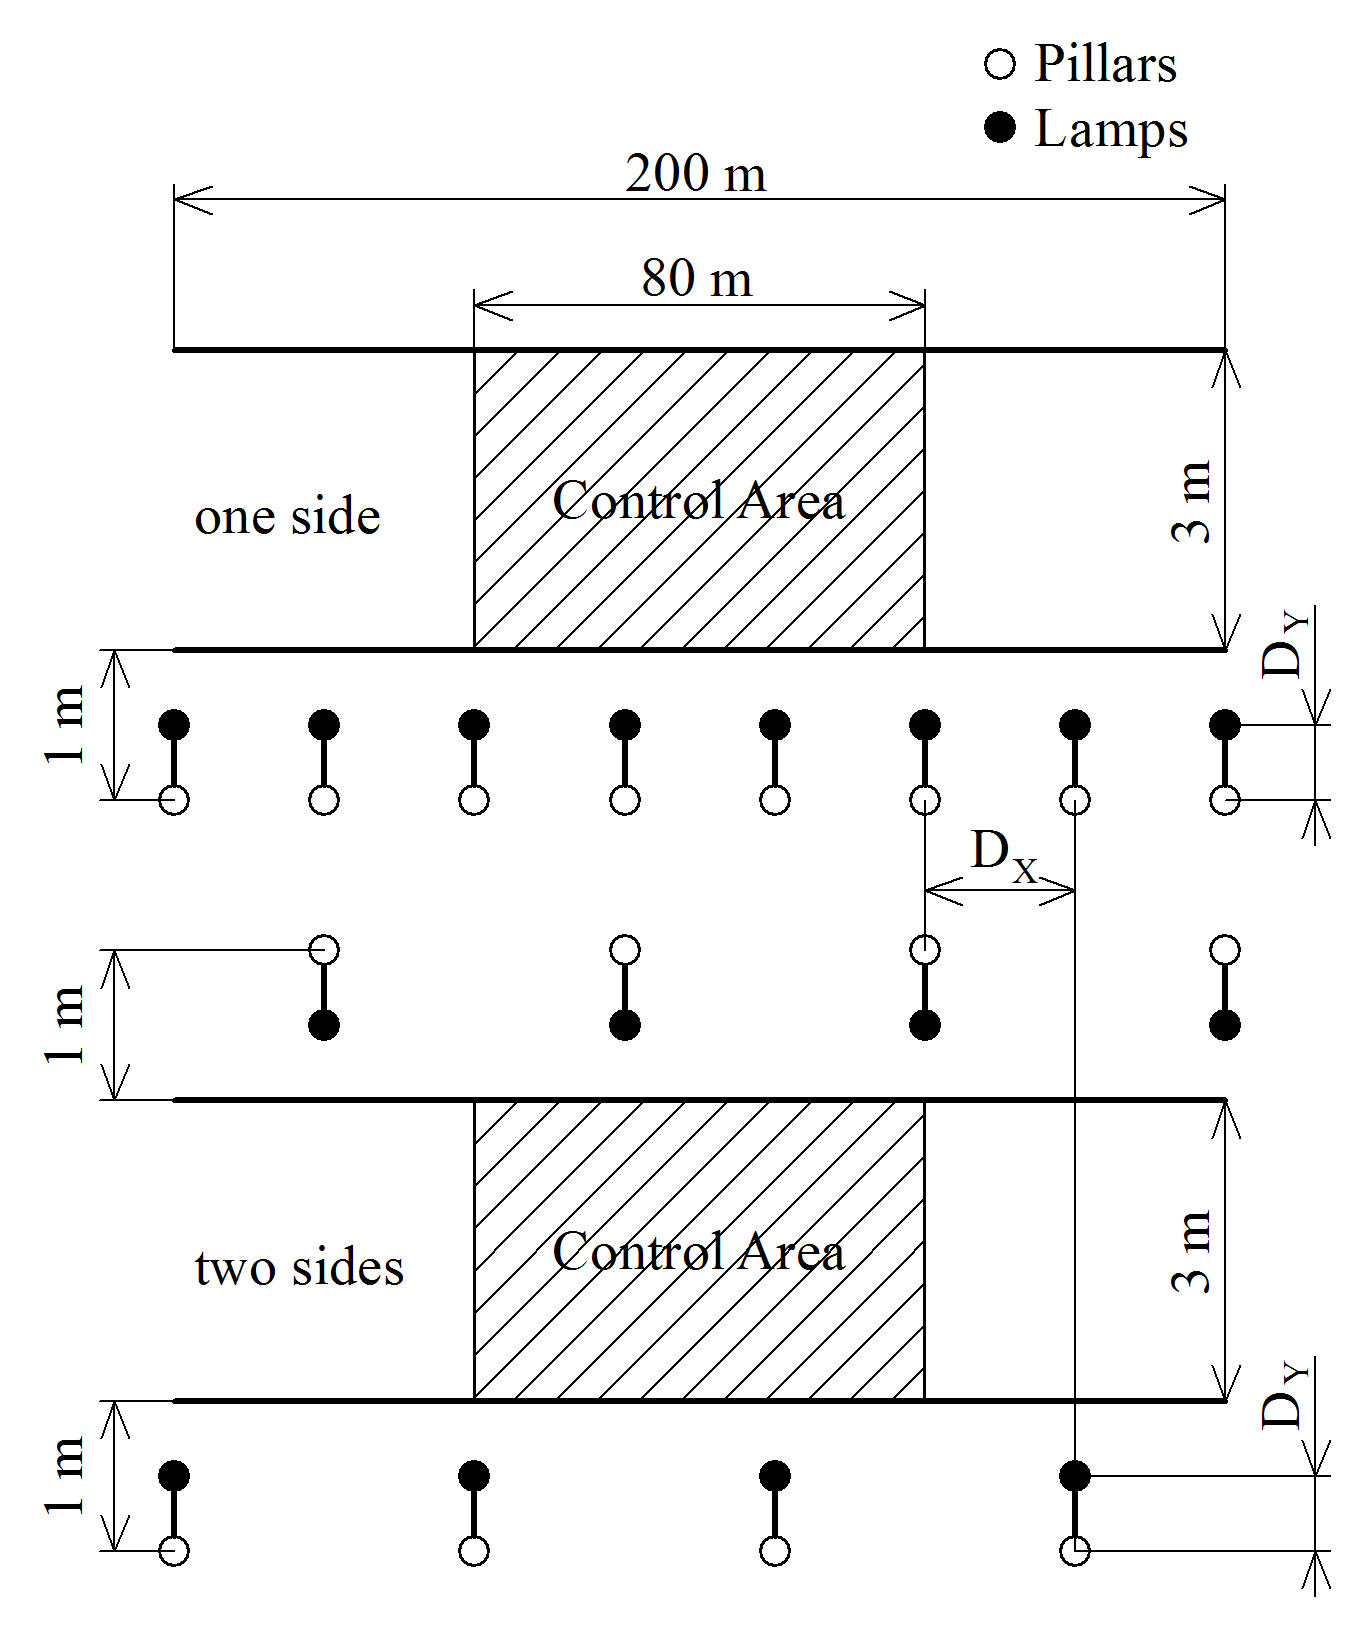 Pillars
Lamps
200 m
80 m
one side
Control Area
3 m
1 m
D_Y
D_X
1 m
two sides
Control Area
3 m
1 m
D_Y